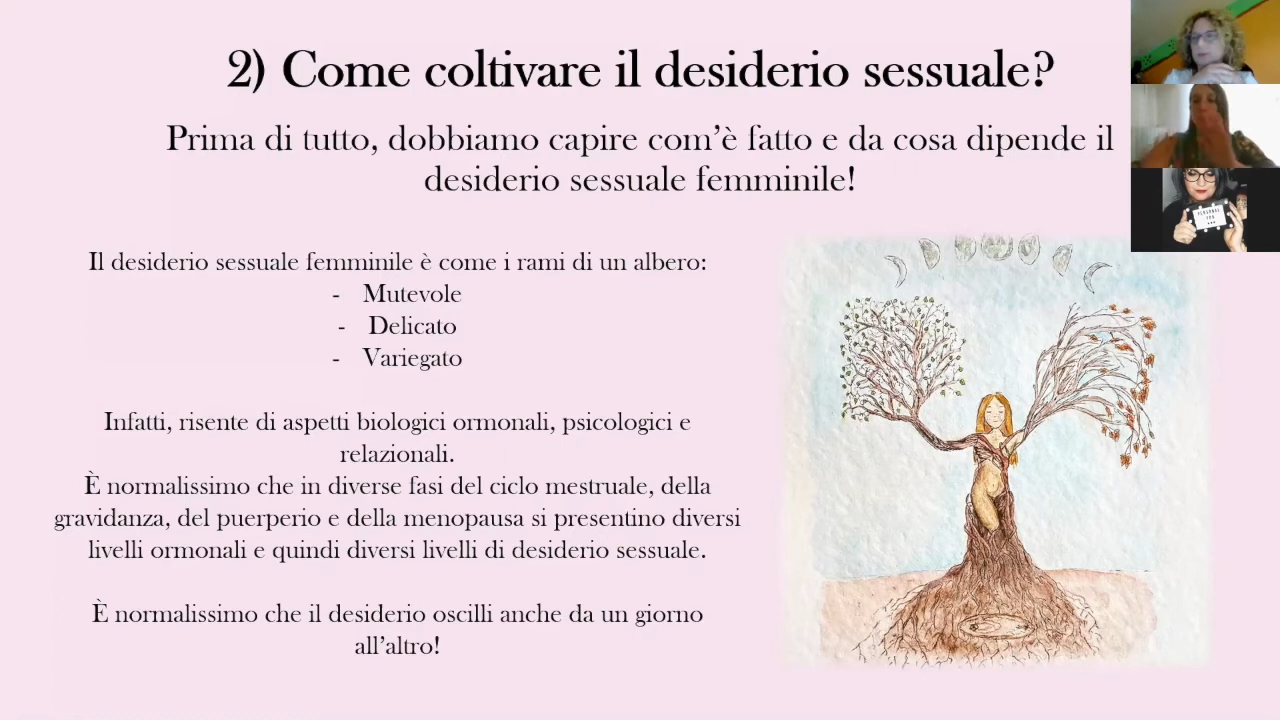 2) Come coltivare il desiderio sessuale?
Prima di tutto, dobbiamo capire com'è fatto e da cosa dipende il
desiderio sessuale femminile!
Il desiderio sessuale femminile è come i rami di un albero:
- Mutevole
- Delicato
- Variegato
Infatti, risente di aspetti biologici ormonali, psicologici e
relazionali.
È normalissimo che in diverse fasi del ciclo mestruale, della
gravidanza, del puerperio e della menopausa si presentino diversi
livelli ormonali e quindi diversi livelli di desiderio sessuale.
È normalissimo che il desiderio oscilli anche da un giorno
all'altro!
PERSONAL